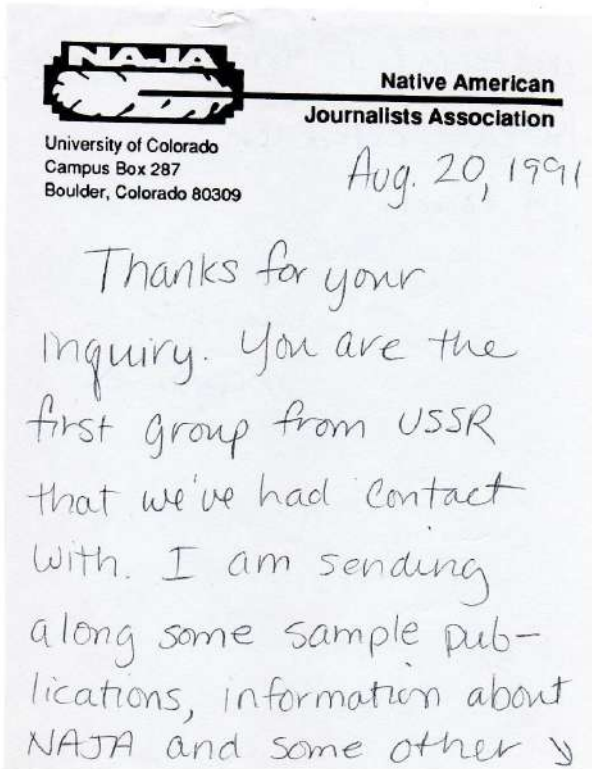 NAJA
Native American
Journalists Association
University of Colorado
Campus Box 287
Boulder, Colorado 80309
Aug. 20, 1991
Thanks for your
inquiry. You are the
first group from USSR
that we've had contact
with. I am sending
along some sample pub-
lications, information about
NAJA and some other